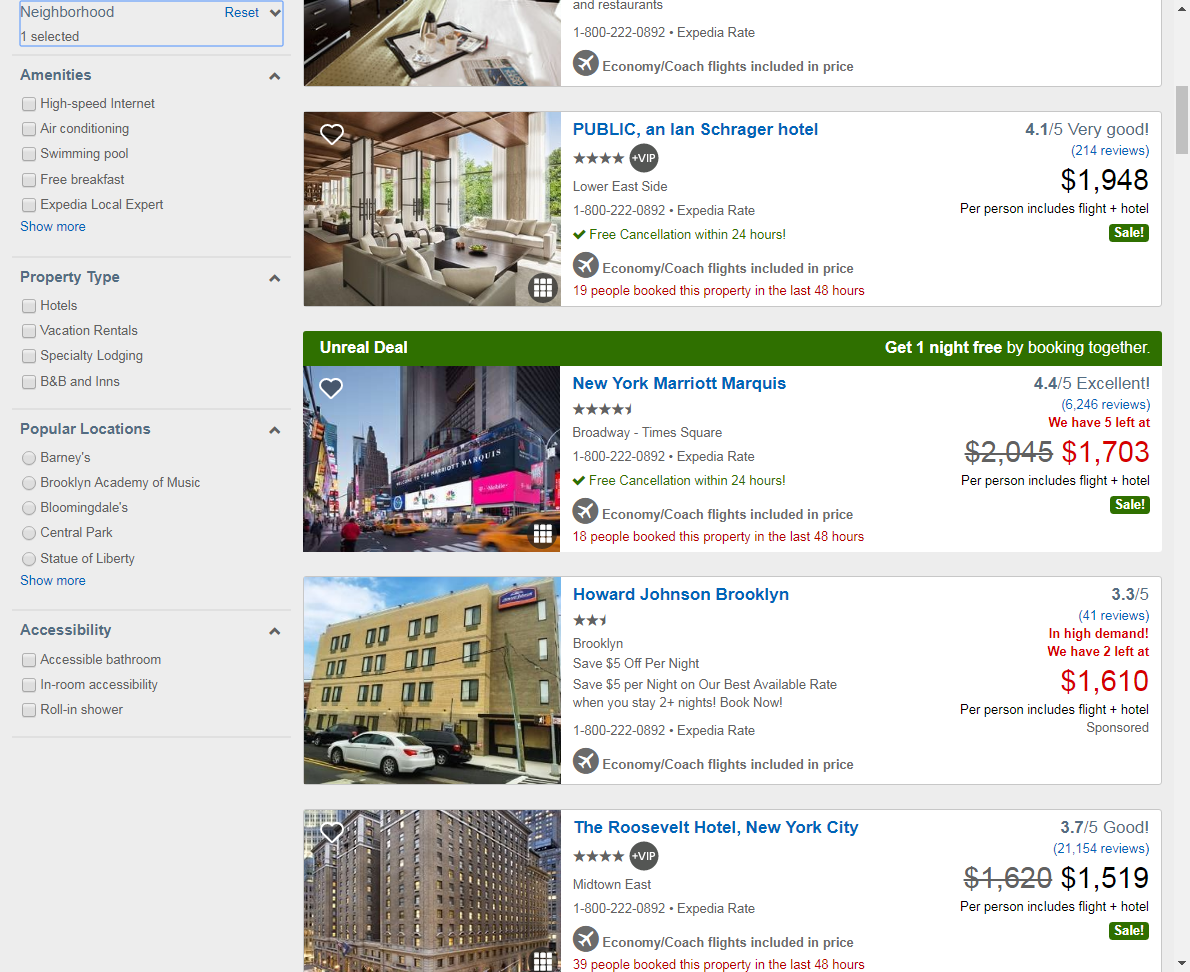 Neighborhood
Reset
1 selected
Amenities
High-speed Internet
Air conditioning
Swimming pool
Free breakfast
Expedia Local Expert
Show more
Property Type
Hotels
Vacation Rentals
Specialty Lodging
B&B and Inns
Popular Locations
Barney's
Brooklyn Academy of Music
Bloomingdale's
Central Park
Statue of Liberty
Show more
Accessibility
Accessible bathroom
In-room accessibility
Roll-in shower
and restaurants
1-800-222-0892 • Expedia Rate
Economy/Coach flights included in price
PUBLIC, an Ian Schrager hotel
+VIP
Lower East Side
1-800-222-0892 • Expedia Rate
Free Cancellation within 24 hours!
Economy/Coach flights included in price
19 people booked this property in the last 48 hours
4.1/5 Very good!
(214 reviews)
$1,948
Per person includes flight + hotel
Sale!
Unreal Deal
Get 1 night free by booking together.
WELCOME TO THE MARRIOTT MARQUIS
T-Mobile
New York Marriott Marquis
Broadway - Times Square
1-800-222-0892 • Expedia Rate
Free Cancellation within 24 hours!
Economy/Coach flights included in price
18 people booked this property in the last 48 hours
4.4/5 Excellent!
(6,246 reviews)
We have 5 left at
$2,045 $1,703
Per person includes flight + hotel
Sale!
Howard Johnson Brooklyn
Brooklyn
Save $5 Off Per Night
Save $5 per Night on Our Best Available Rate
when you stay 2+ nights! Book Now!
1-800-222-0892 • Expedia Rate
Economy/Coach flights included in price
3.3/5
(41 reviews)
In high demand!
We have 2 left at
$1,610
Per person includes flight + hotel
Sponsored
The Roosevelt Hotel, New York City
+VIP
Midtown East
1-800-222-0892 • Expedia Rate
Economy/Coach flights included in price
39 people booked this property in the last 48 hours
3.7/5 Good!
(21,154 reviews)
$1,620 $1,519
Per person includes flight + hotel
Sale!